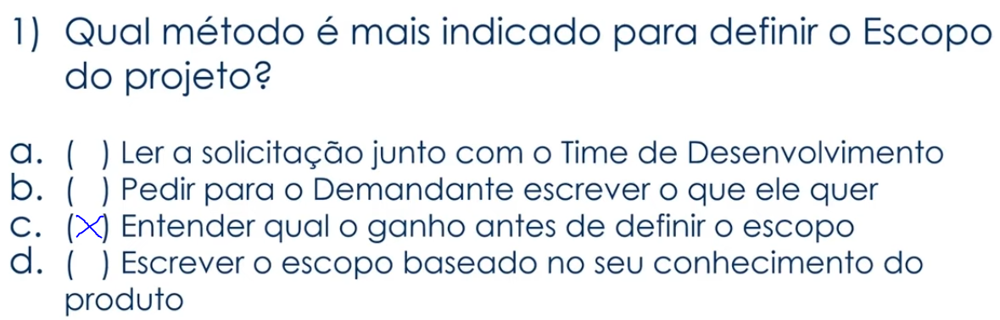 1) Qual método é mais indicado para definir o Escopo
do projeto?
a. ( ) Ler a solicitação junto com o Time de Desenvolvimento
b. ( ) Pedir para o Demandante escrever o que ele quer
c. (X) Entender qual o ganho antes de definir o escopo
d. ( ) Escrever o escopo baseado no seu conhecimento do
produto